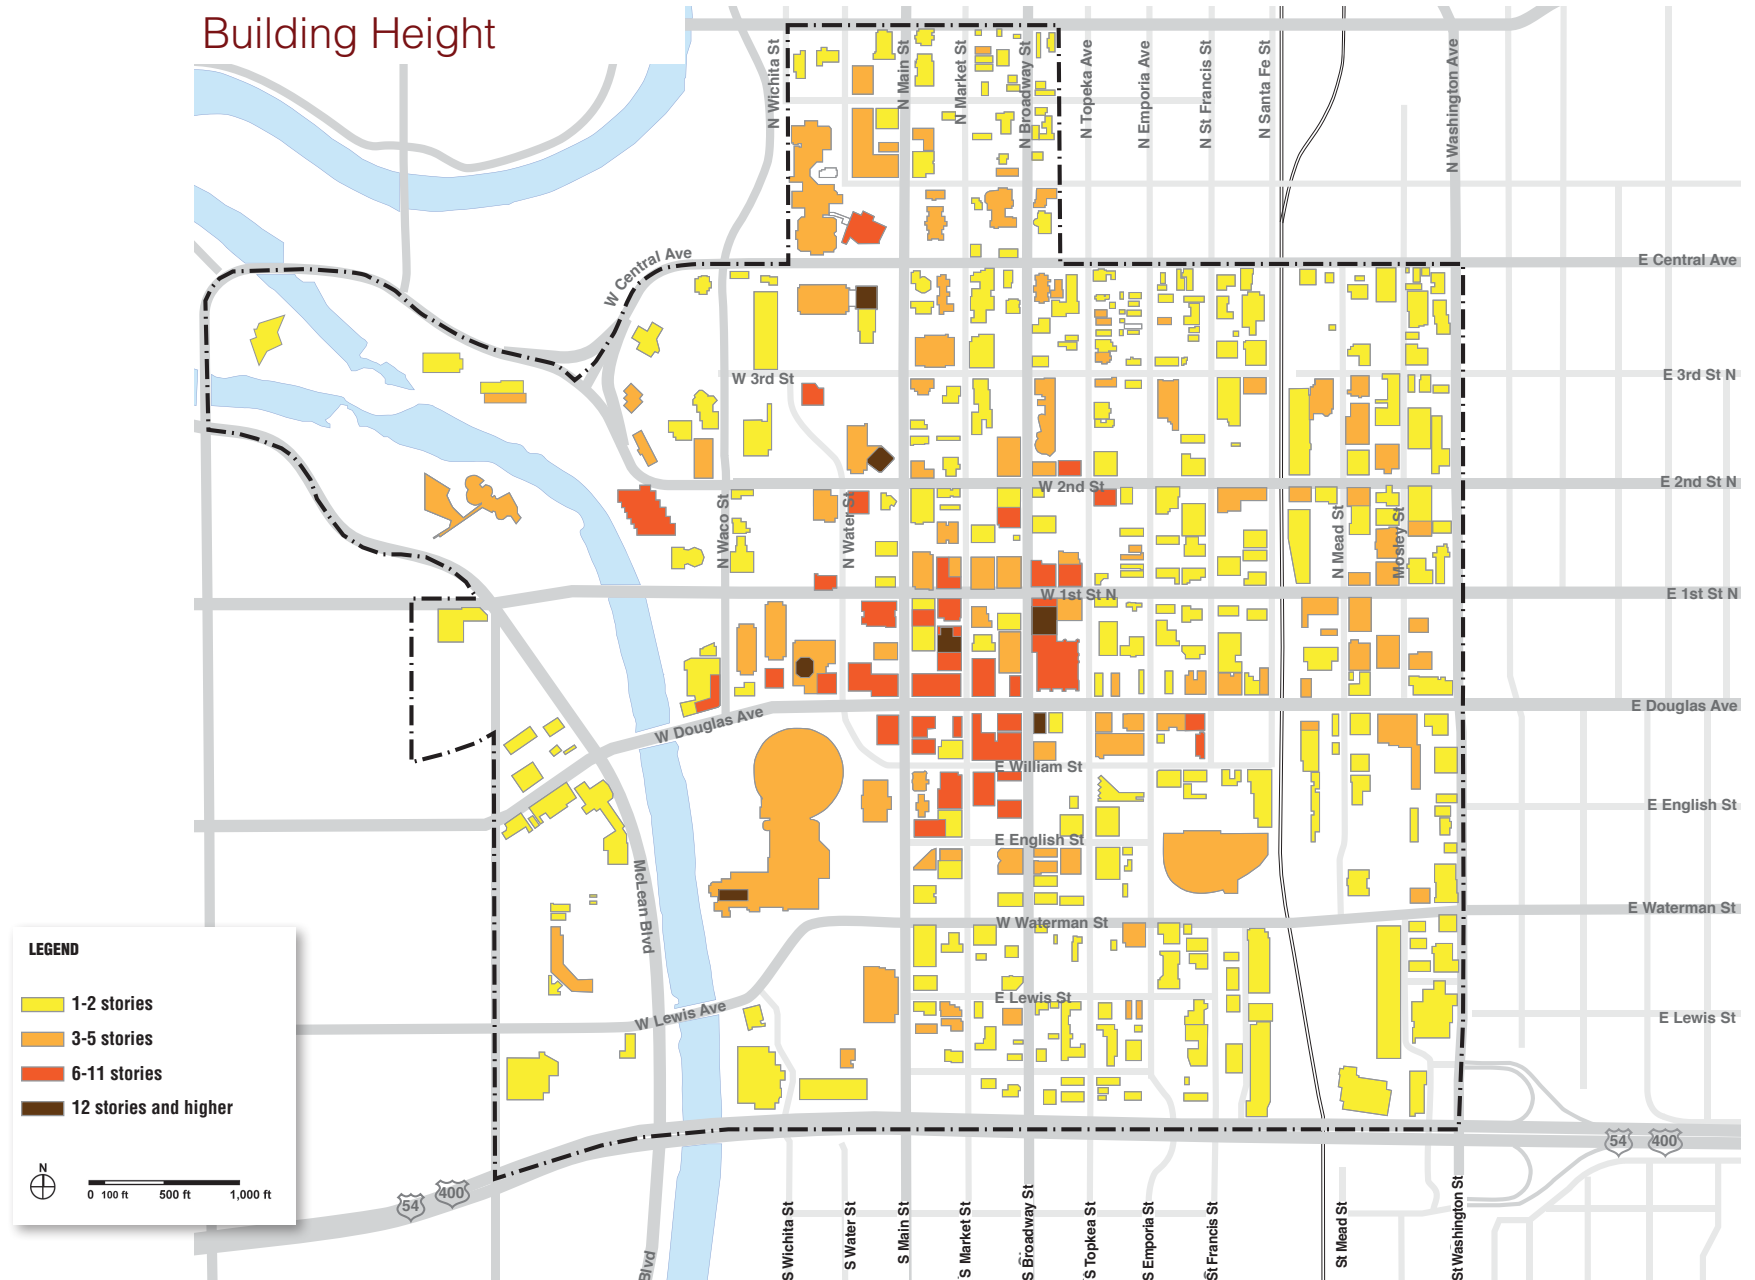 Building Height
N Wichita St
N Main St
N Market St
N Broadway St
N Topeka Ave
N Emporia Ave
N St Francis St
N Santa Fe St
N Washington Ave
W Central Ave
E Central Ave
W 3rd St
E 3rd St N
W 2nd St
E 2nd St N
N Waco St
N Water St
N Mead St
Mosley St
W 1st St N
E 1st St N
W Douglas Ave
E Douglas Ave
E William St
E English St
E English St
McLean Blvd
W Waterman St
E Waterman St
W Lewis Ave
E Lewis St
E Lewis St
LEGEND
1-2 stories
3-5 stories
6-11 stories
12 stories and higher
N
0 100 ft 500 ft 1,000 ft
54
400
54
400
Blvd
S Wichita St
S Water St
S Main St
S Market St
S Broadway St
S Topkea St
S Emporia St
St Francis St
St Mead St
St Washington St